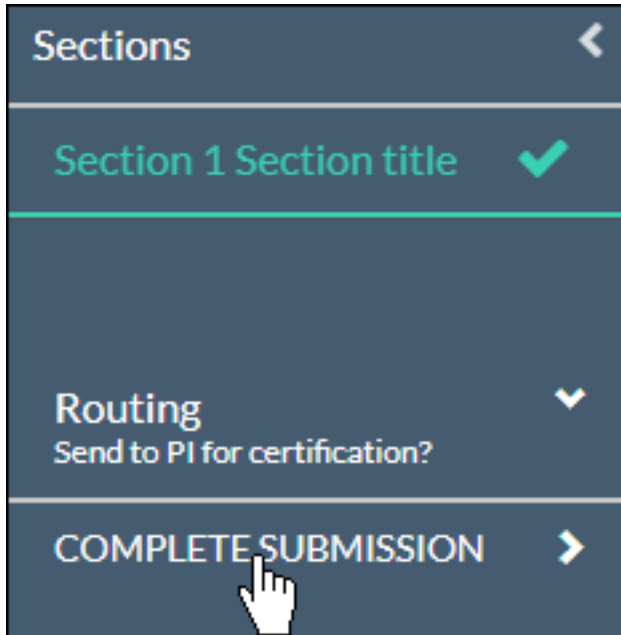 Sections
Section 1 Section title
Routing
Send to PI for certification?
COMPLETE SUBMISSION